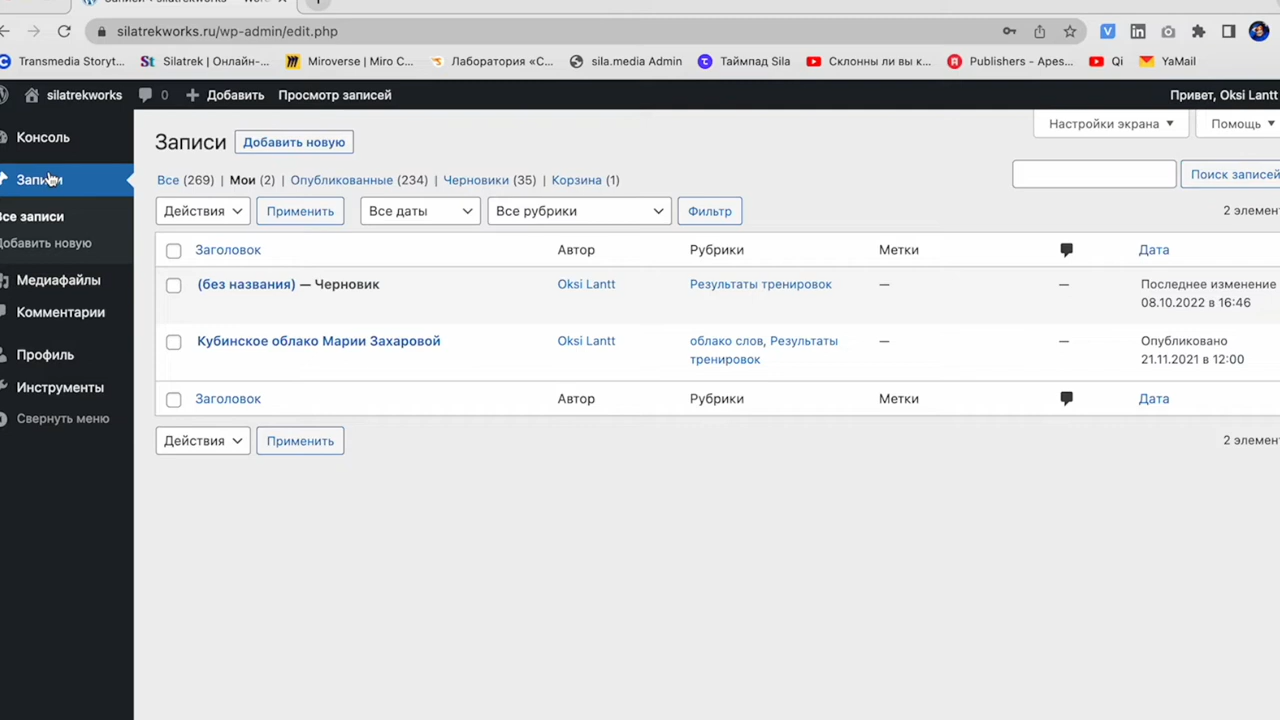 silatrekworks.ru/wp-admin/edit.php
Transmedia Storyt...
Silatrek | Онлайн-...
Miroverse | Miro C...
Лаборатория «С...
sila.media Admin
Таймпад Sila
Склонны ли вы к...
Publishers - Apes...
Qi
YaMail
silatrekworks
0
Добавить
Просмотр записей
Привет, Oksi Lantt
Консоль
Записи
Все записи
Добавить новую
Медиафайлы
Комментарии
Профиль
Инструменты
Свернуть меню
Записи
Добавить новую
Настройки экрана
Помощь
Все (269) | Мои (2) | Опубликованные (234) | Черновики (35) | Корзина (1)
Поиск записей
Действия
Применить
Все даты
Все рубрики
Фильтр
2 элемен
Заголовок Автор Рубрики Метки Дата
(без названия) — Черновик Oksi Lantt Результаты тренировок — — Последнее изменение
08.10.2022 в 16:46
Кубинское облако Марии Захаровой Oksi Lantt облако слов, Результаты — — Опубликовано
тренировок 21.11.2021 в 12:00
Заголовок Автор Рубрики Метки Дата
Действия
Применить
2 элемен